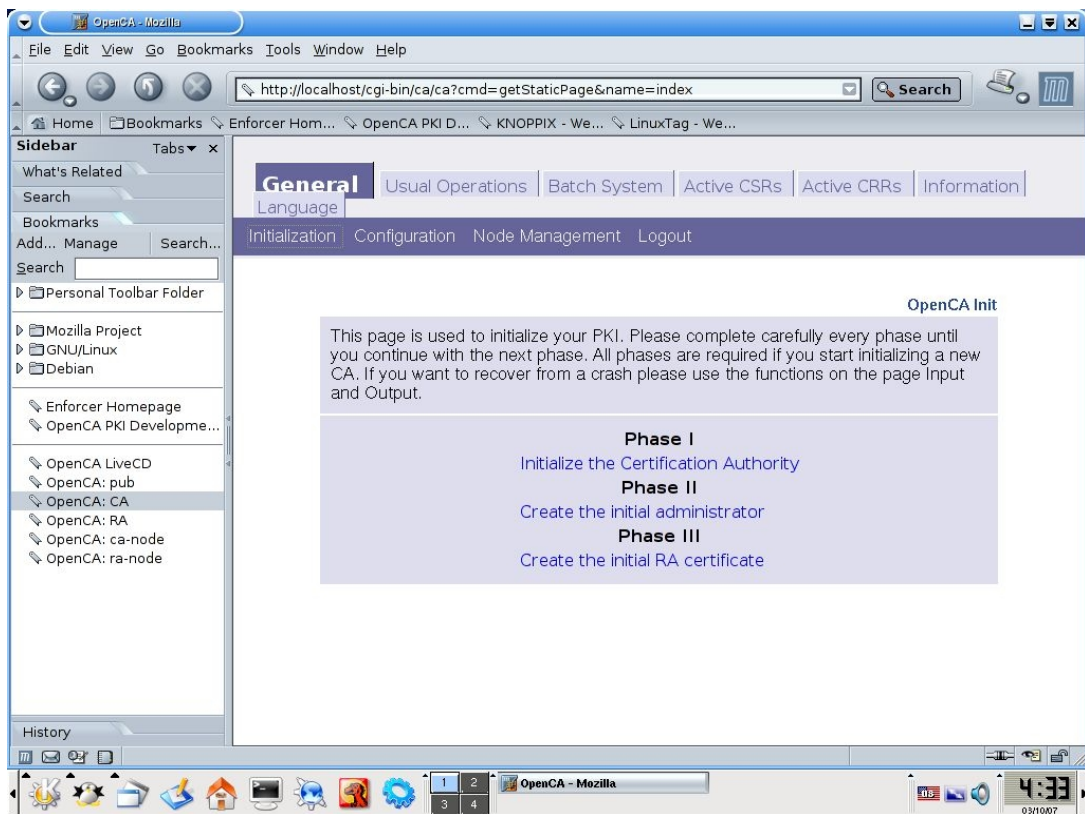 OpenCA - Mozilla
File Edit View Go Bookmarks Tools Window Help
http://localhost/cgi-bin/ca/ca?cmd=getStaticPage&name=index
Search
Home Bookmarks Enforcer Hom... OpenCA PKI D... KNOPPIX - We... LinuxTag - We...
Sidebar Tabs x
What's Related
Search
Bookmarks
Add... Manage Search...
Search
Personal Toolbar Folder
Mozilla Project
GNU/Linux
Debian
Enforcer Homepage
OpenCA PKI Developme...
OpenCA LiveCD
OpenCA: pub
OpenCA: CA
OpenCA: RA
OpenCA: ca-node
OpenCA: ra-node
History
General Usual Operations Batch System Active CSRs Active CRRs Information
Language
Initialization Configuration Node Management Logout
OpenCA Init
This page is used to initialize your PKI. Please complete carefully every phase until
you continue with the next phase. All phases are required if you start initializing a new
CA. If you want to recover from a crash please use the functions on the page Input
and Output.
Phase I
Initialize the Certification Authority
Phase II
Create the initial administrator
Phase III
Create the initial RA certificate
1 2
3 4
OpenCA - Mozilla
us
4:33
03/10/07